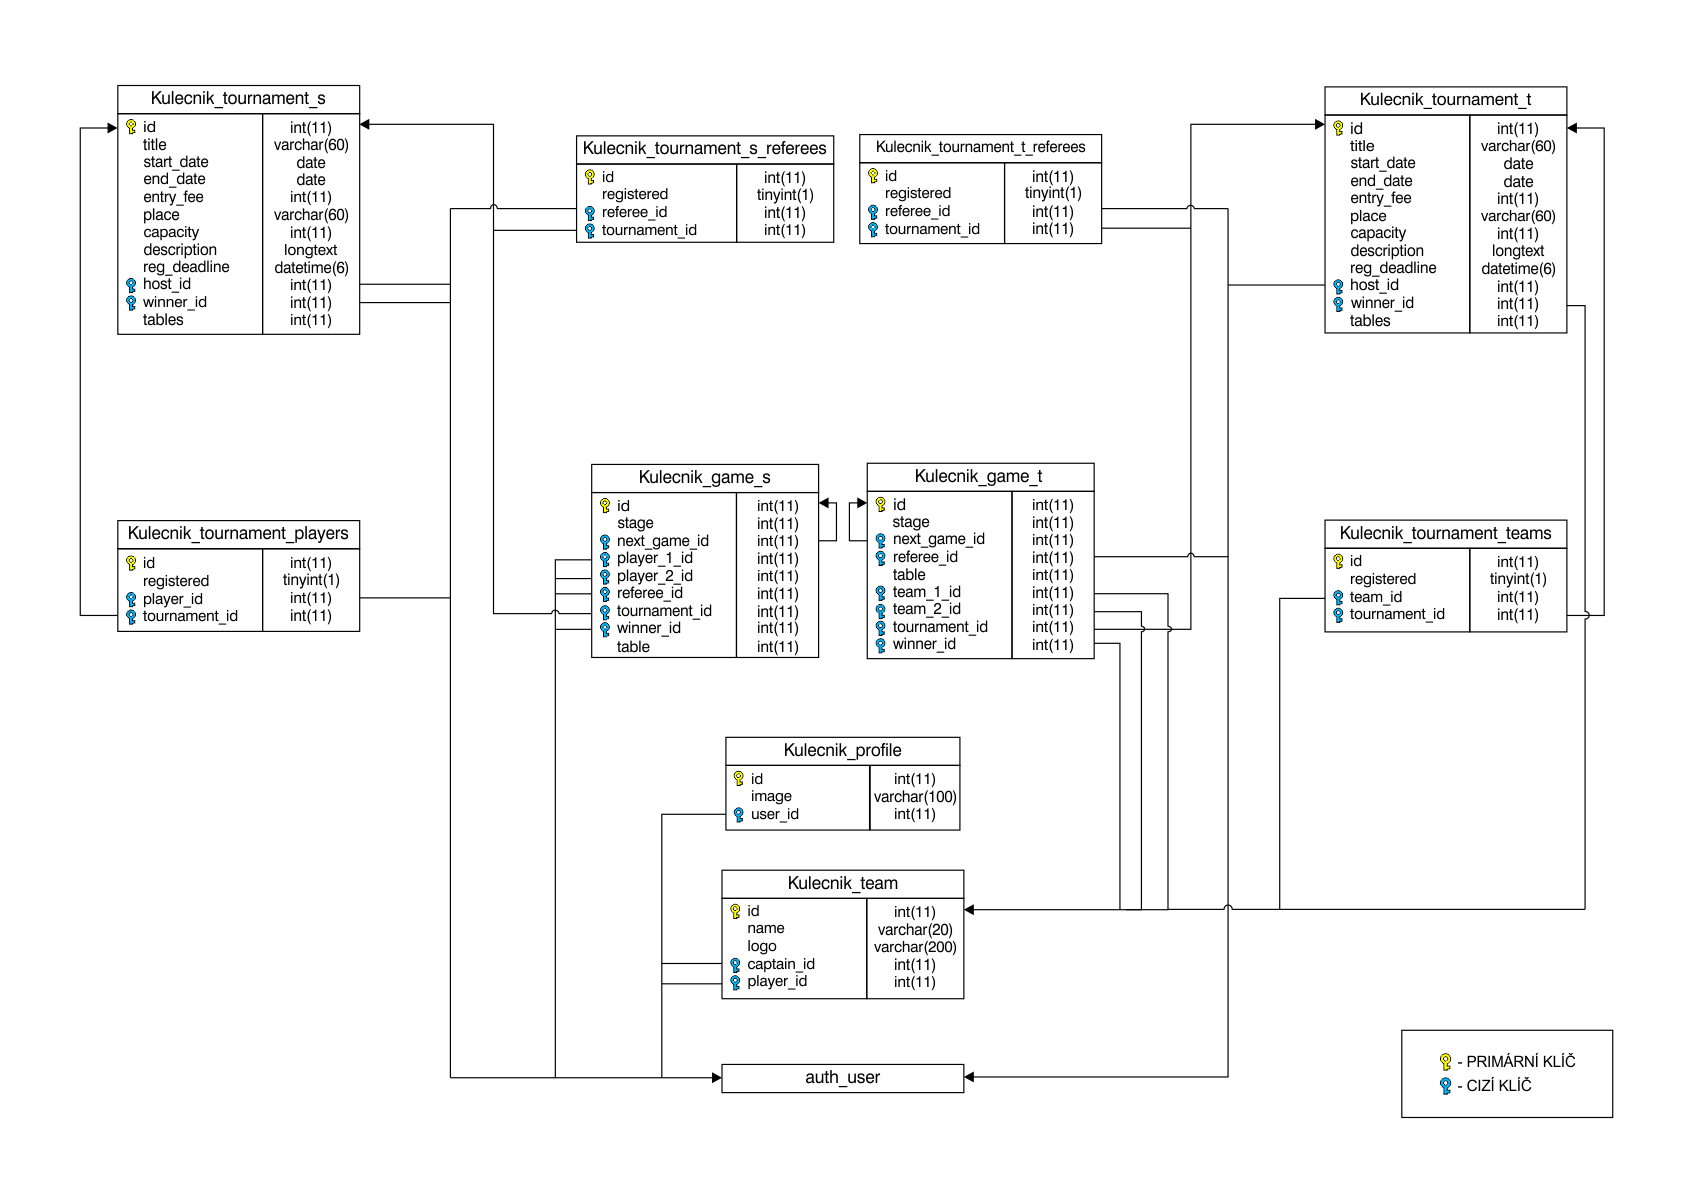 Kulecnik_tournament_s
id int(11)
title varchar(60)
start_date date
end_date date
entry_fee int(11)
place varchar(60)
capacity int(11)
description longtext
reg_deadline datetime(6)
host_id int(11)
winner_id int(11)
tables int(11)
Kulecnik_tournament_s_referees
id int(11)
registered tinyint(1)
referee_id int(11)
tournament_id int(11)
Kulecnik_tournament_t_referees
id int(11)
registered tinyint(1)
referee_id int(11)
tournament_id int(11)
Kulecnik_tournament_t
id int(11)
title varchar(60)
start_date date
end_date date
entry_fee int(11)
place varchar(60)
capacity int(11)
description longtext
reg_deadline datetime(6)
host_id int(11)
winner_id int(11)
tables int(11)
Kulecnik_tournament_players
id int(11)
registered tinyint(1)
player_id int(11)
tournament_id int(11)
Kulecnik_game_s
id int(11)
stage int(11)
next_game_id int(11)
player_1_id int(11)
player_2_id int(11)
referee_id int(11)
tournament_id int(11)
winner_id int(11)
table int(11)
Kulecnik_game_t
id int(11)
stage int(11)
next_game_id int(11)
referee_id int(11)
table int(11)
team_1_id int(11)
team_2_id int(11)
tournament_id int(11)
winner_id int(11)
Kulecnik_tournament_teams
id int(11)
registered tinyint(1)
team_id int(11)
tournament_id int(11)
Kulecnik_profile
id int(11)
image varchar(100)
user_id int(11)
Kulecnik_team
id int(11)
name varchar(20)
logo varchar(200)
captain_id int(11)
player_id int(11)
auth_user
- PRIMÁRNÍ KLÍČ
- CIZÍ KLÍČ